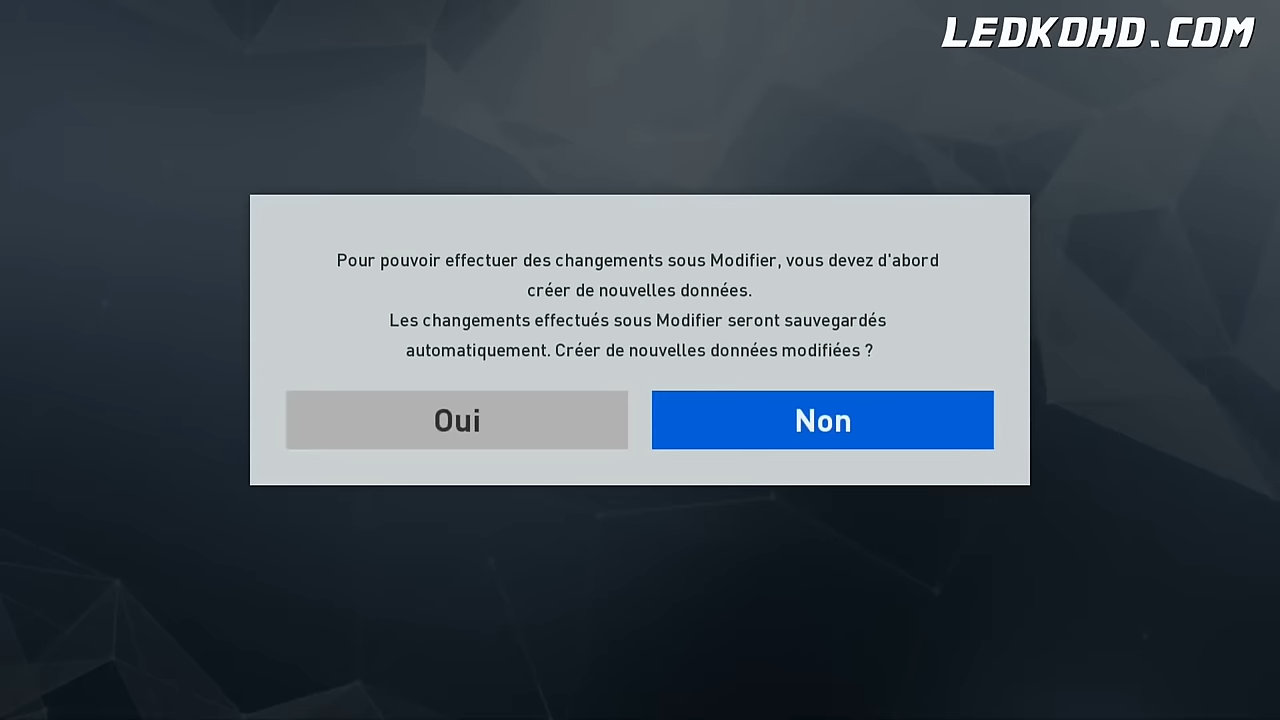 LEDKOHD.COM
Pour pouvoir effectuer des changements sous Modifier, vous devez d'abord
créer de nouvelles données.
Les changements effectués sous Modifier seront sauvegardés
automatiquement. Créer de nouvelles données modifiées ?
Oui
Non